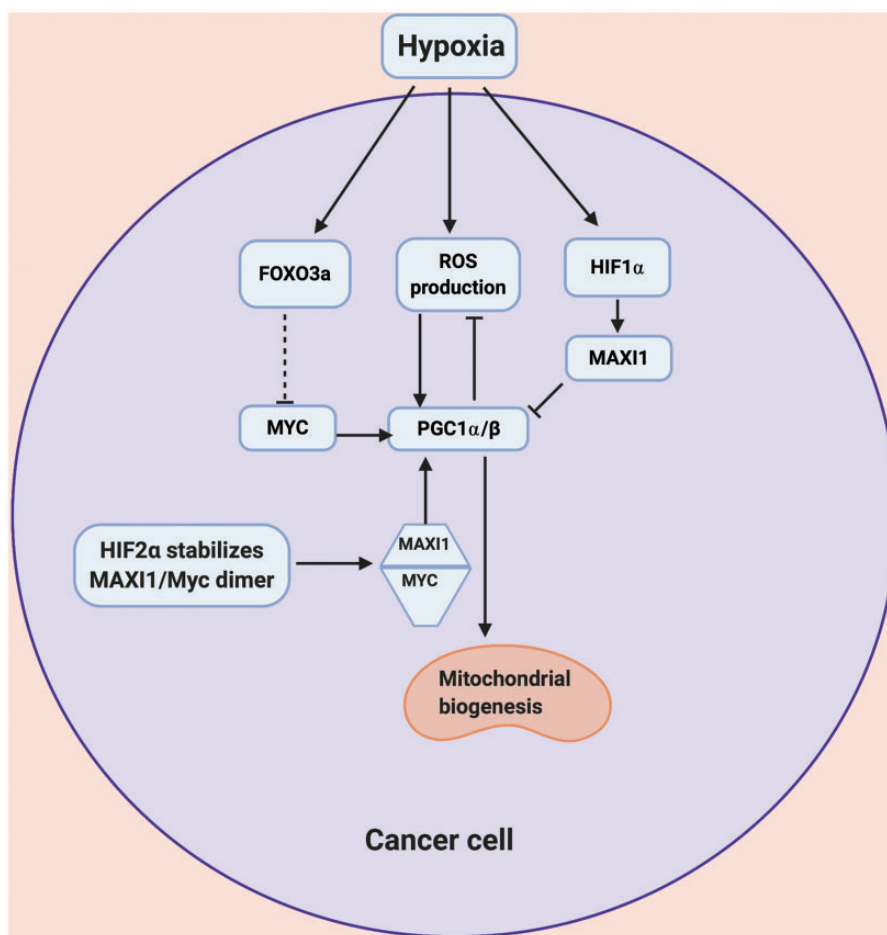 Hypoxia
FOXO3a
ROS
production
HIF1α
MAXI1
MYC
PGC1α/β
HIF2α stabilizes
MAXI1/Myc dimer
MAXI1
MYC
Mitochondrial
biogenesis
Cancer cell